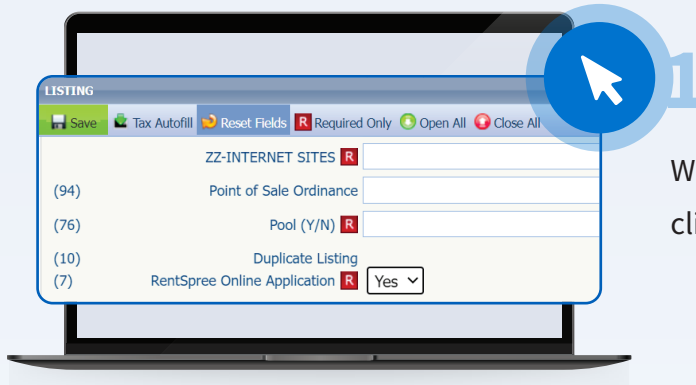 LISTING
Save Tax Autofill Reset Fields R Required Only Open All Close All
ZZ-INTERNET SITES R
(94) Point of Sale Ordinance
(76) Pool (Y/N) R
(10) Duplicate Listing
(7) RentSpree Online Application R Yes
1